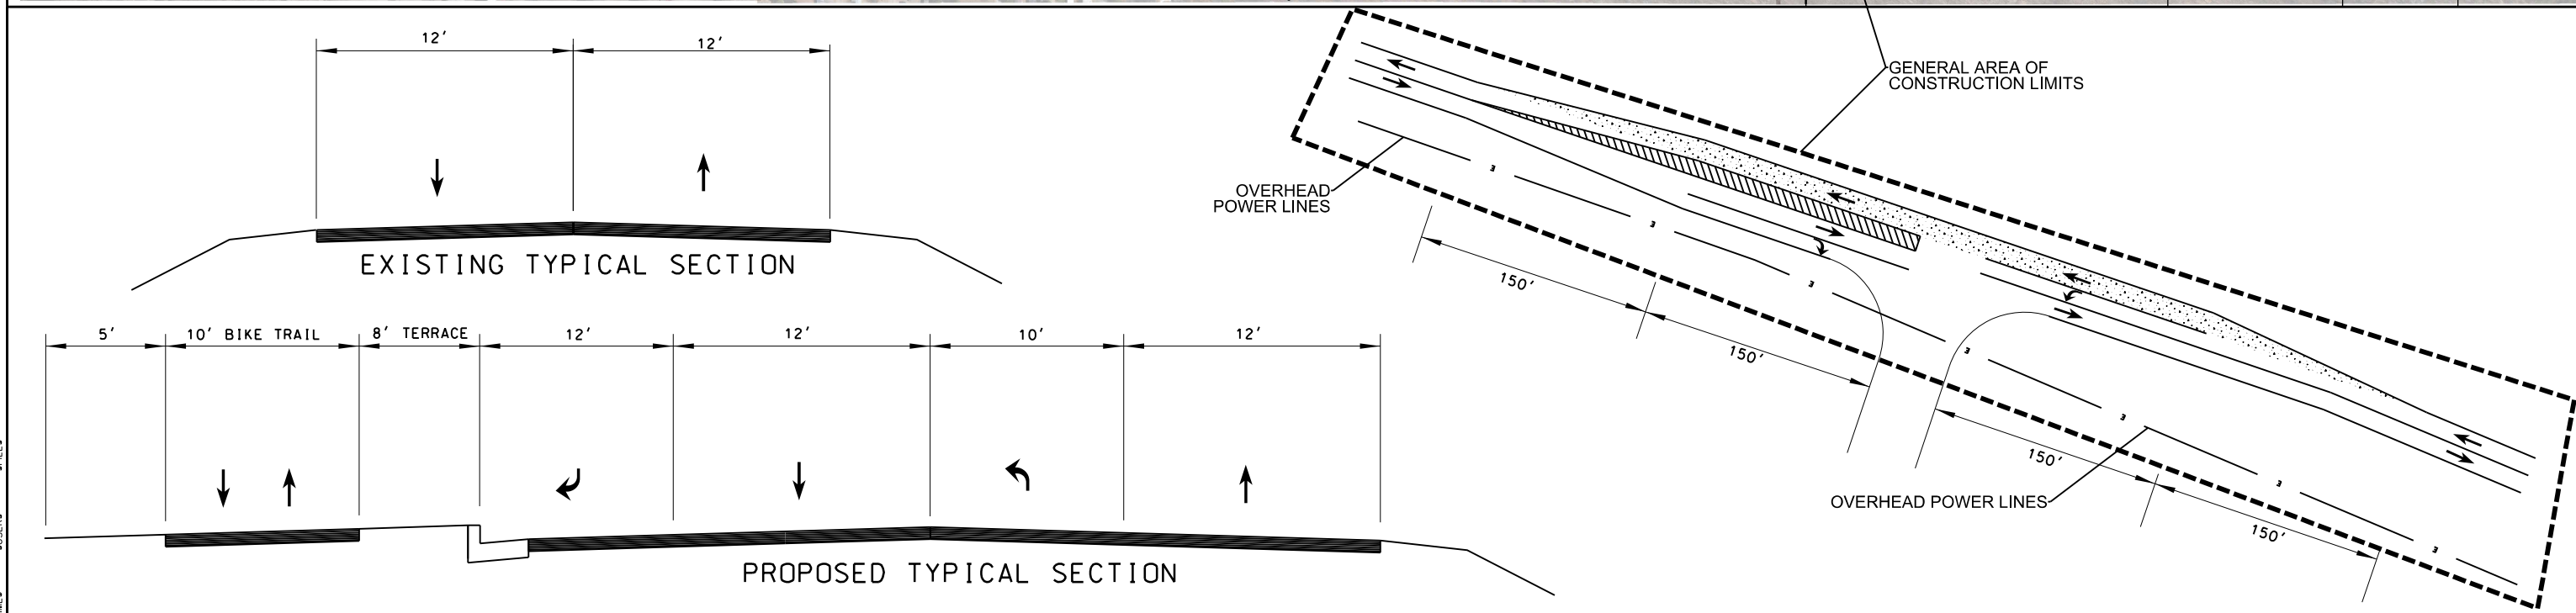 12'
12'
EXISTING TYPICAL SECTION
5'
10' BIKE TRAIL
8' TERRACE
12'
12'
10'
12'
PROPOSED TYPICAL SECTION
GENERAL AREA OF
CONSTRUCTION LIMITS
OVERHEAD
POWER LINES
150'
150'
150'
150'
OVERHEAD POWER LINES